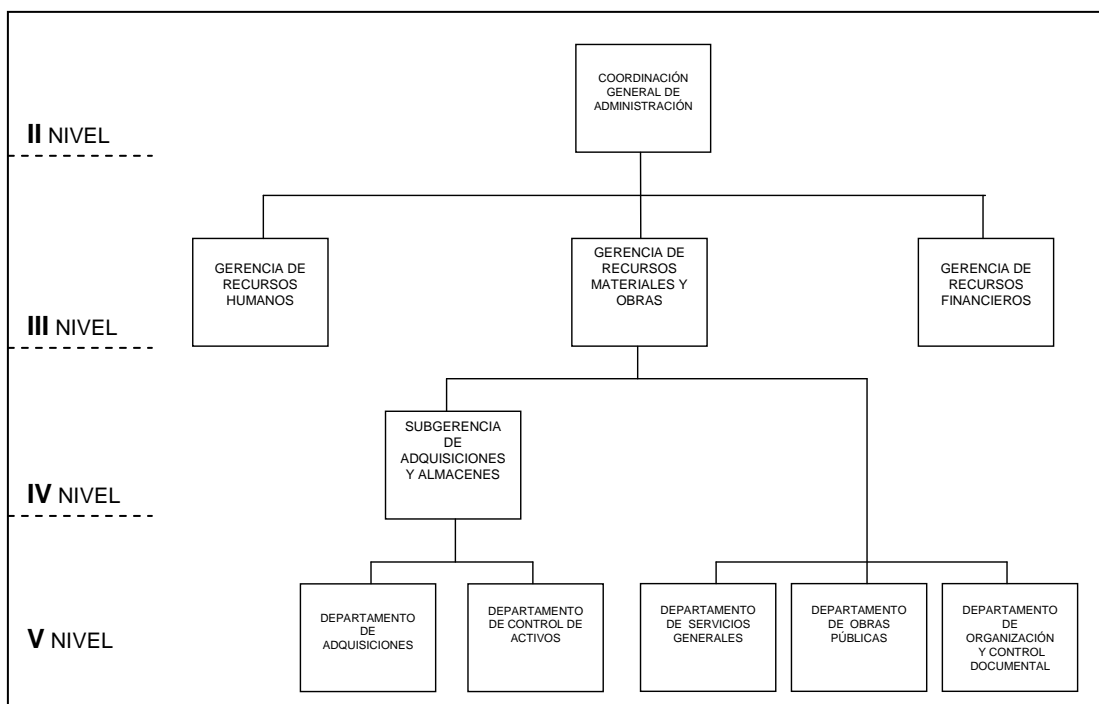 COORDINACIÓN
GENERAL DE
ADMINISTRACIÓN
II NIVEL
GERENCIA DE
RECURSOS
HUMANOS
GERENCIA DE
RECURSOS
MATERIALES Y
OBRAS
GERENCIA DE
RECURSOS
FINANCIEROS
III NIVEL
SUBGERENCIA
DE
ADQUISICIONES
Y ALMACENES
IV NIVEL
DEPARTAMENTO
DE
ADQUISICIONES
DEPARTAMENTO
DE CONTROL DE
ACTIVOS
DEPARTAMENTO
DE SERVICIOS
GENERALES
DEPARTAMENTO
DE OBRAS
PÚBLICAS
DEPARTAMENTO
DE
ORGANIZACIÓN
Y CONTROL
DOCUMENTAL
V NIVEL